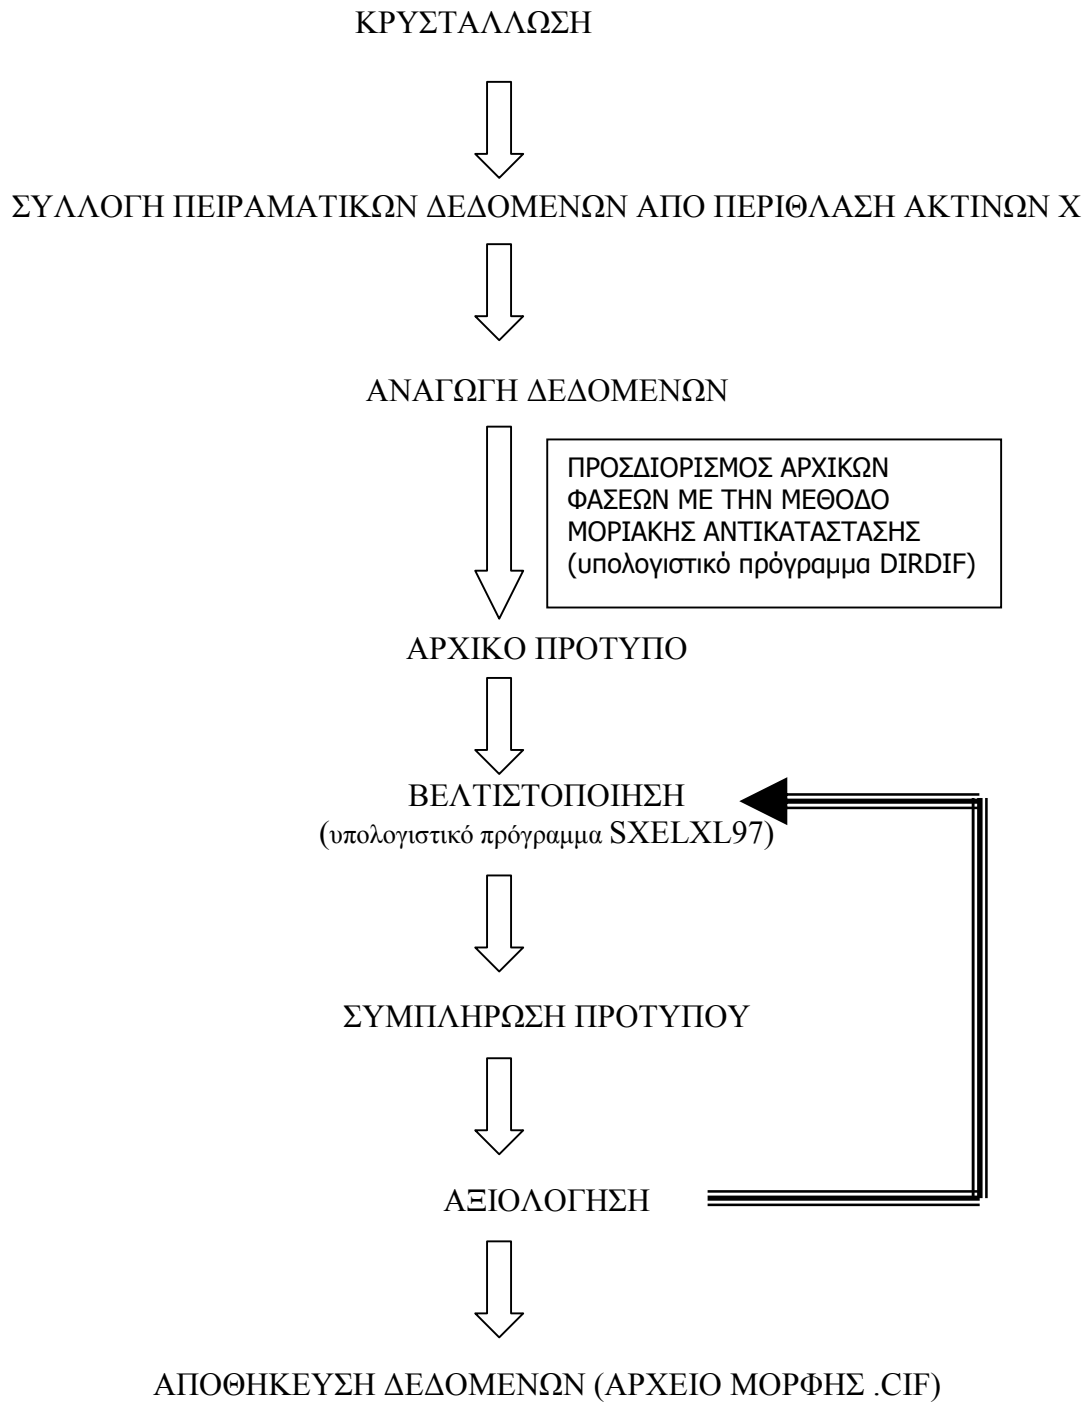 ΚΡΥΣΤΑΛΛΩΣΗ
ΣΥΛΛΟΓΗ ΠΕΙΡΑΜΑΤΙΚΩΝ ΔΕΔΟΜΕΝΩΝ ΑΠΟ ΠΕΡΙΘΛΑΣΗ ΑΚΤΙΝΩΝ Χ
ΑΝΑΓΩΓΗ ΔΕΔΟΜΕΝΩΝ
ΠΡΟΣΔΙΟΡΙΣΜΟΣ ΑΡΧΙΚΩΝ
ΦΑΣΕΩΝ ΜΕ ΤΗΝ ΜΕΘΟΔΟ
ΜΟΡΙΑΚΗΣ ΑΝΤΙΚΑΤΑΣΤΑΣΗΣ
(υπολογιστικό πρόγραμμα DIRDIF)
ΑΡΧΙΚΟ ΠΡΟΤΥΠΟ
ΒΕΛΤΙΣΤΟΠΟΙΗΣΗ
(υπολογιστικό πρόγραμμα SXELXL97)
ΣΥΜΠΛΗΡΩΣΗ ΠΡΟΤΥΠΟΥ
ΑΞΙΟΛΟΓΗΣΗ
ΑΠΟΘΗΚΕΥΣΗ ΔΕΔΟΜΕΝΩΝ (ΑΡΧΕΙΟ ΜΟΡΦΗΣ .CIF)